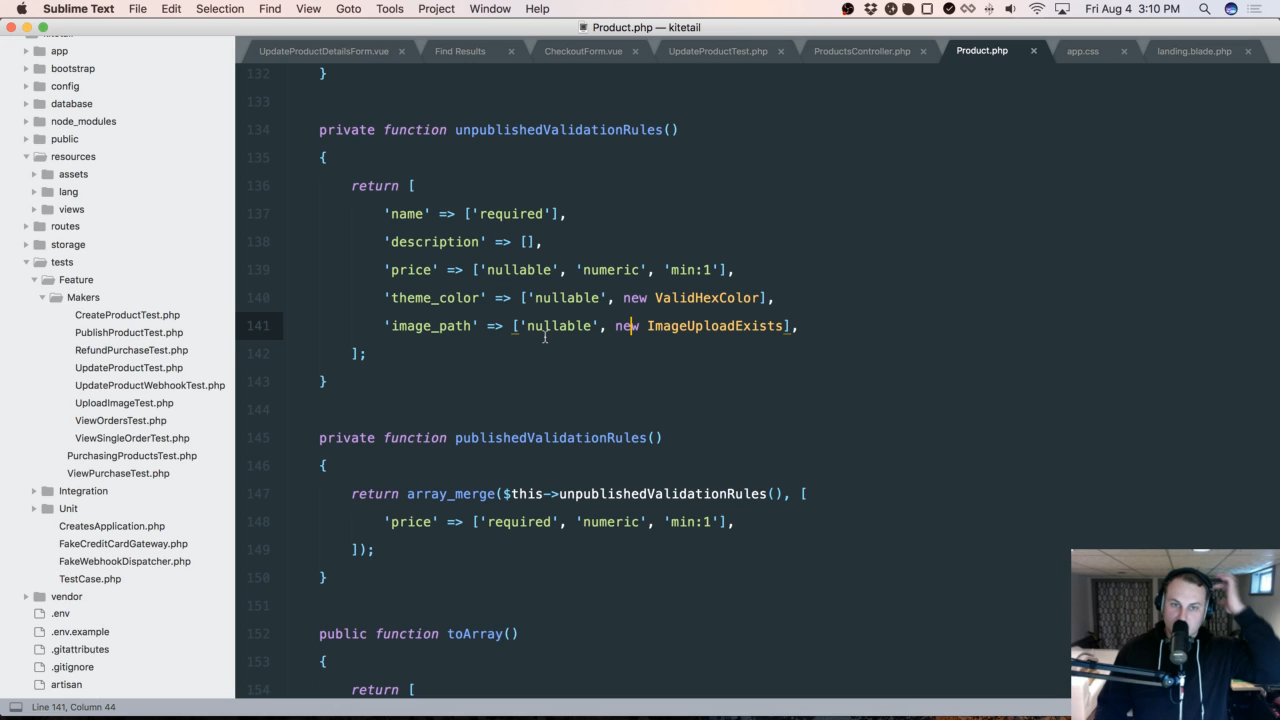 Sublime Text File Edit Selection Find View Goto Tools Project Window Help Fri Aug 4 3:10 PM
Product.php — kitetail
UpdateProductDetailsForm.vue × Find Results × CheckoutForm.vue × UpdateProductTest.php × ProductsController.php × Product.php × app.css × landing.blade.php ×
app
bootstrap
config
database
node_modules
public
resources
assets
lang
views
routes
storage
tests
Feature
Makers
CreateProductTest.php
PublishProductTest.php
RefundPurchaseTest.php
UpdateProductTest.php
UpdateProductWebhookTest.php
UploadImageTest.php
ViewOrdersTest.php
ViewSingleOrderTest.php
PurchasingProductsTest.php
ViewPurchaseTest.php
Integration
Unit
CreatesApplication.php
FakeCreditCardGateway.php
FakeWebhookDispatcher.php
TestCase.php
vendor
.env
.env.example
.gitattributes
.gitignore
artisan
132 }
133
134 private function unpublishedValidationRules()
135 {
136 return [
137 'name' => ['required'],
138 'description' => [],
139 'price' => ['nullable', 'numeric', 'min:1'],
140 'theme_color' => ['nullable', new ValidHexColor],
141 'image_path' => ['nullable', new ImageUploadExists],
142 ];
143 }
144
145 private function publishedValidationRules()
146 {
147 return array_merge($this->unpublishedValidationRules(), [
148 'price' => ['required', 'numeric', 'min:1'],
149 ]);
150 }
151
152 public function toArray()
153 {
154 return [
Line 141, Column 44